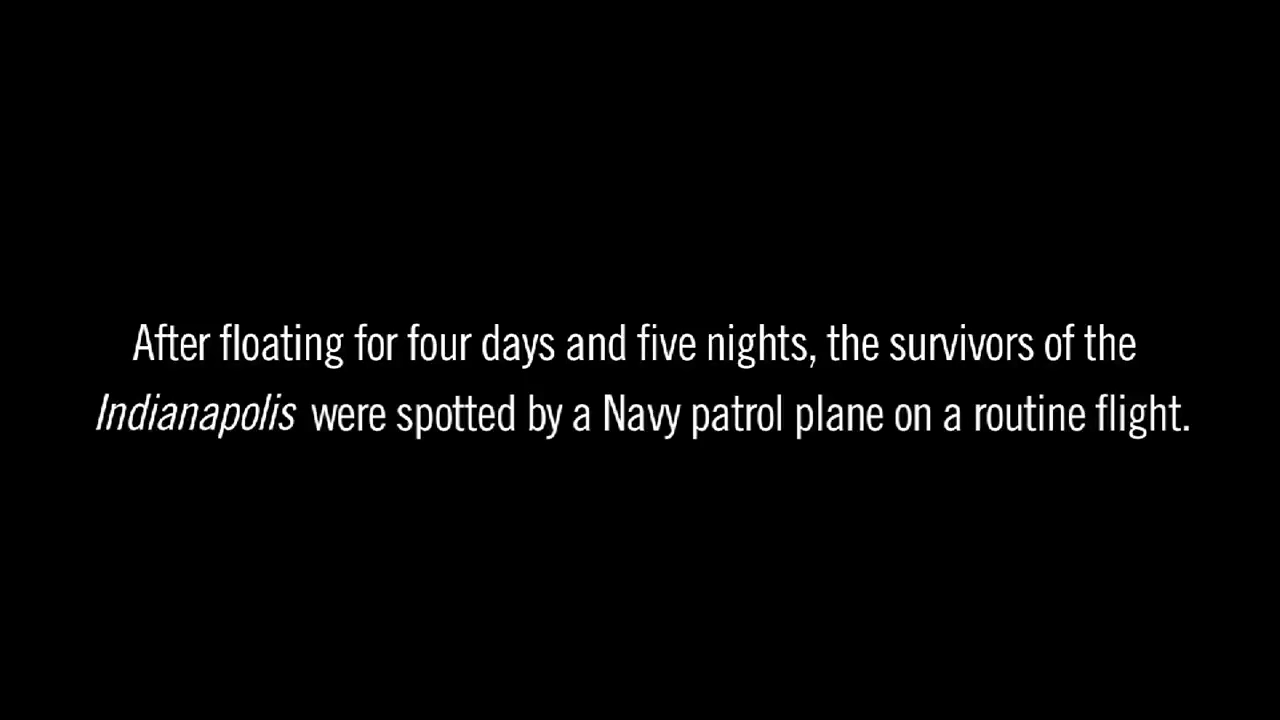 After floating for four days and five nights, the survivors of the
Indianapolis were spotted by a Navy patrol plane on a routine flight.